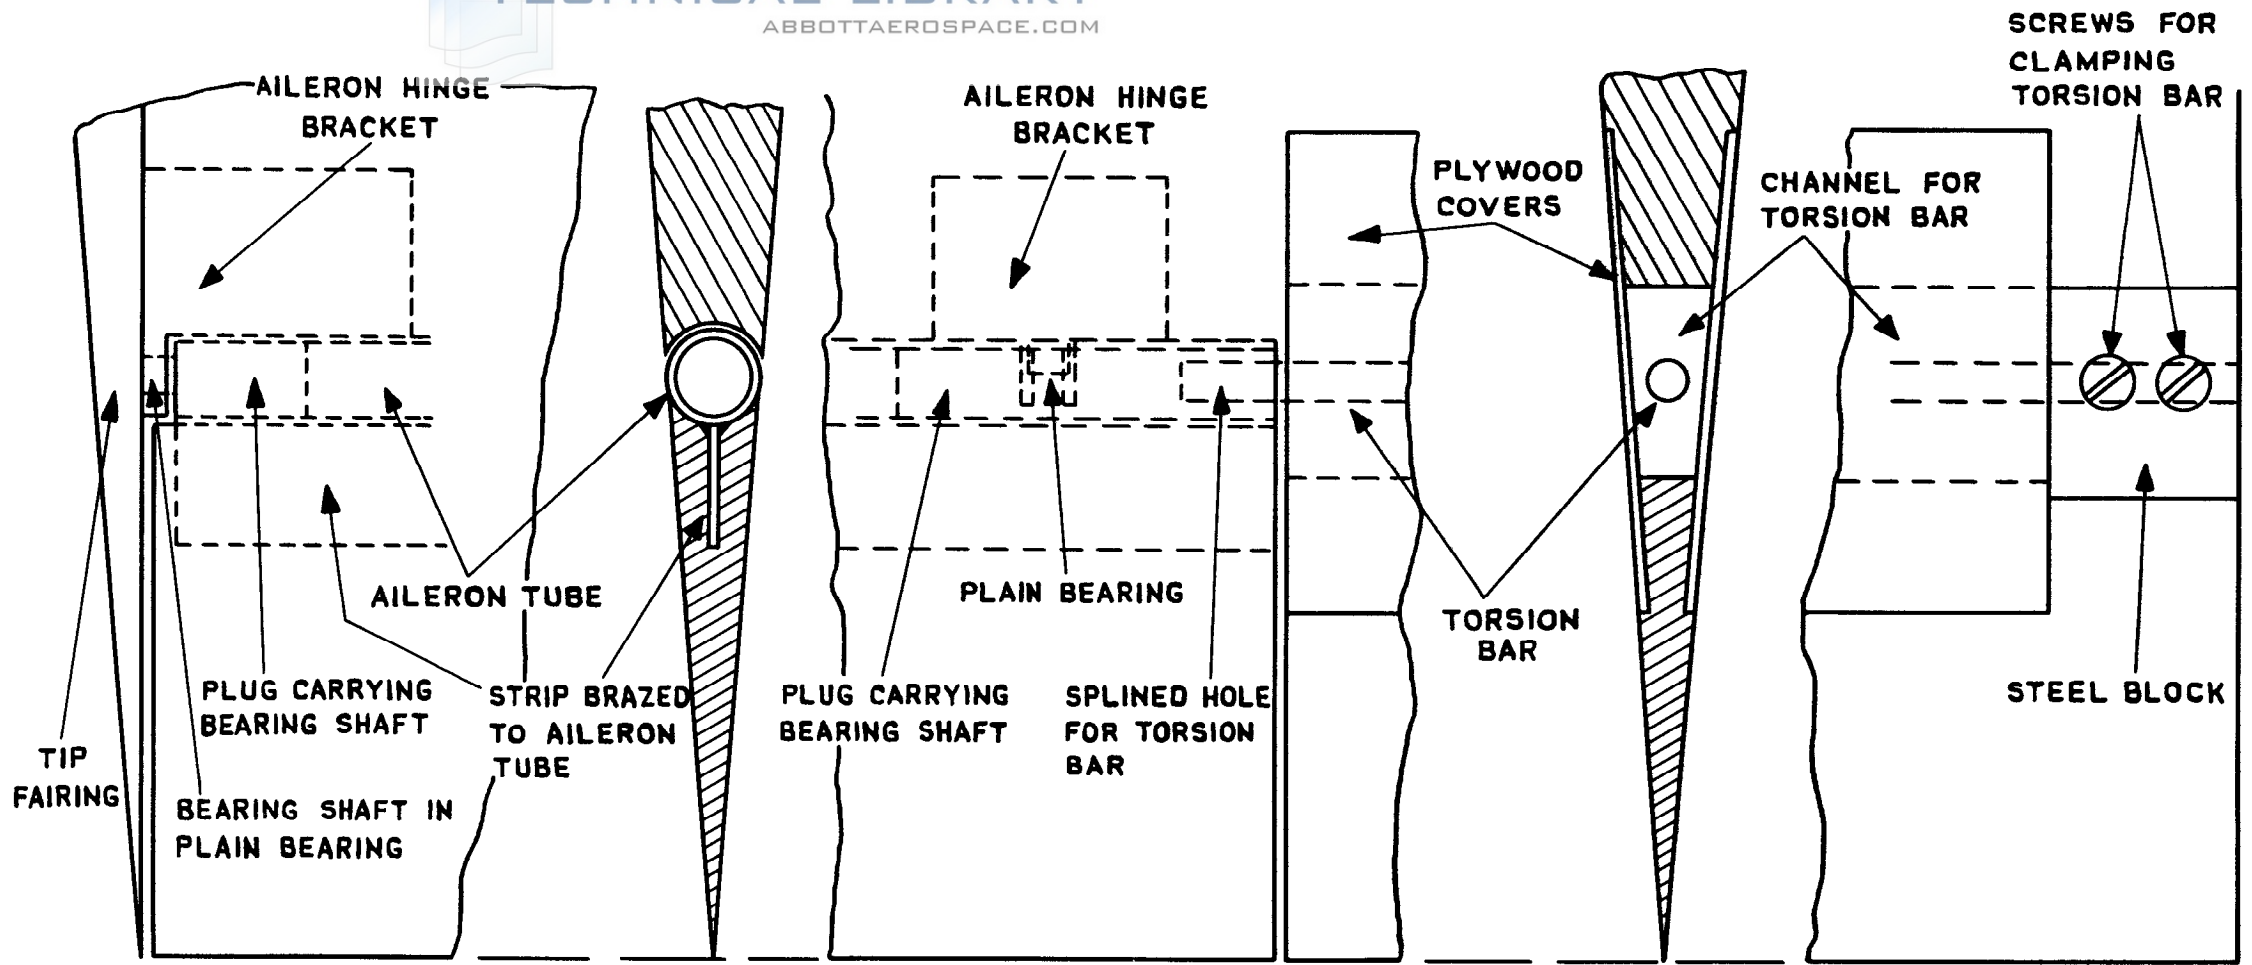 TECHNICAL LIBRARY
ABBOTTAEROSPACE.COM
AILERON HINGE
BRACKET
AILERON HINGE
BRACKET
SCREWS FOR
CLAMPING
TORSION BAR
PLYWOOD
COVERS
CHANNEL FOR
TORSION BAR
AILERON TUBE
PLAIN BEARING
TORSION
BAR
PLUG CARRYING
BEARING SHAFT
STRIP BRAZED
TO AILERON
TUBE
PLUG CARRYING
BEARING SHAFT
SPLINED HOLE
FOR TORSION
BAR
STEEL BLOCK
TIP
FAIRING
BEARING SHAFT IN
PLAIN BEARING